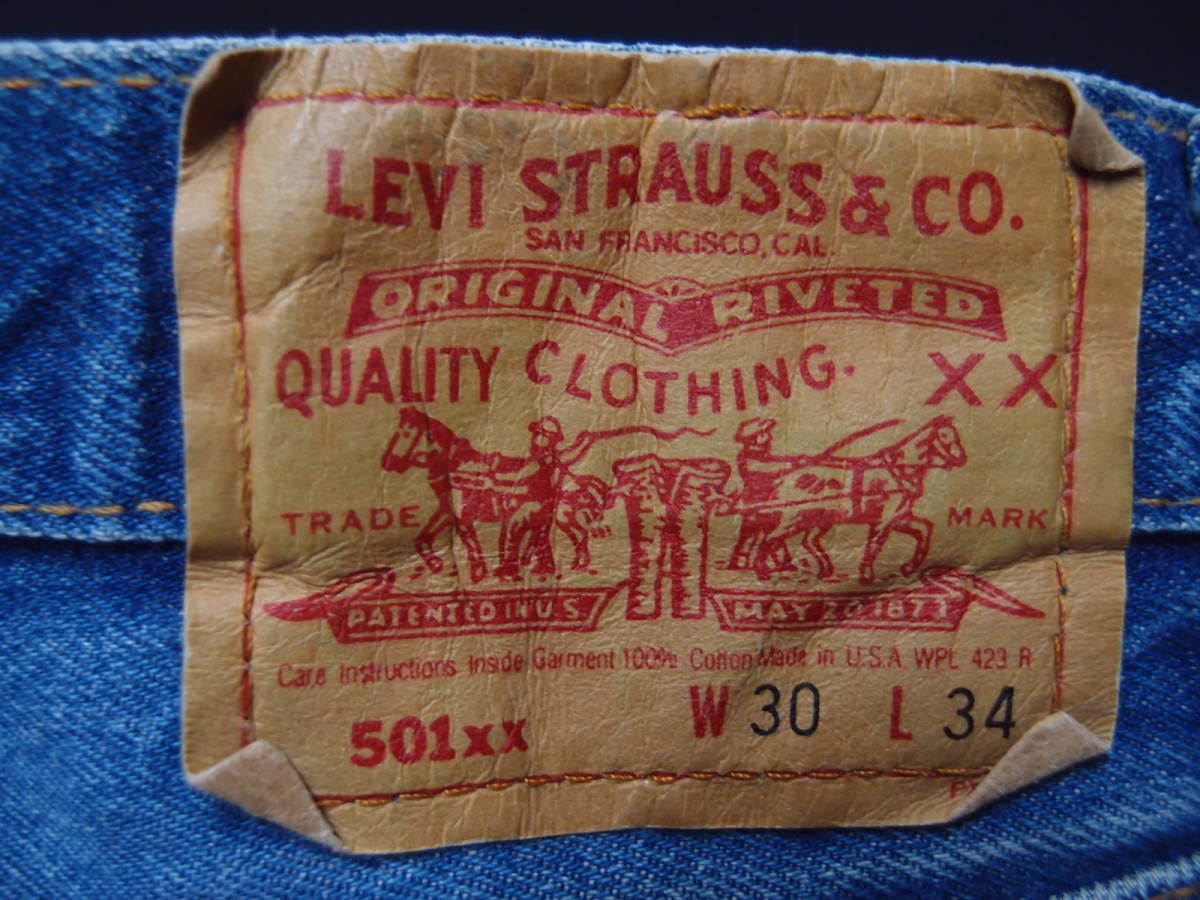 LEVI STRAUSS & CO.
SAN FRANCISCO, CAL.
ORIGINAL RIVETED
QUALITY CLOTHING. XX
TRADE MARK
PATENTED IN U.S. MAY 20 1873
Care Instructions Inside Garment 100% Cotton Made in U.S.A WPL 423 R
501xx W 30 L 34